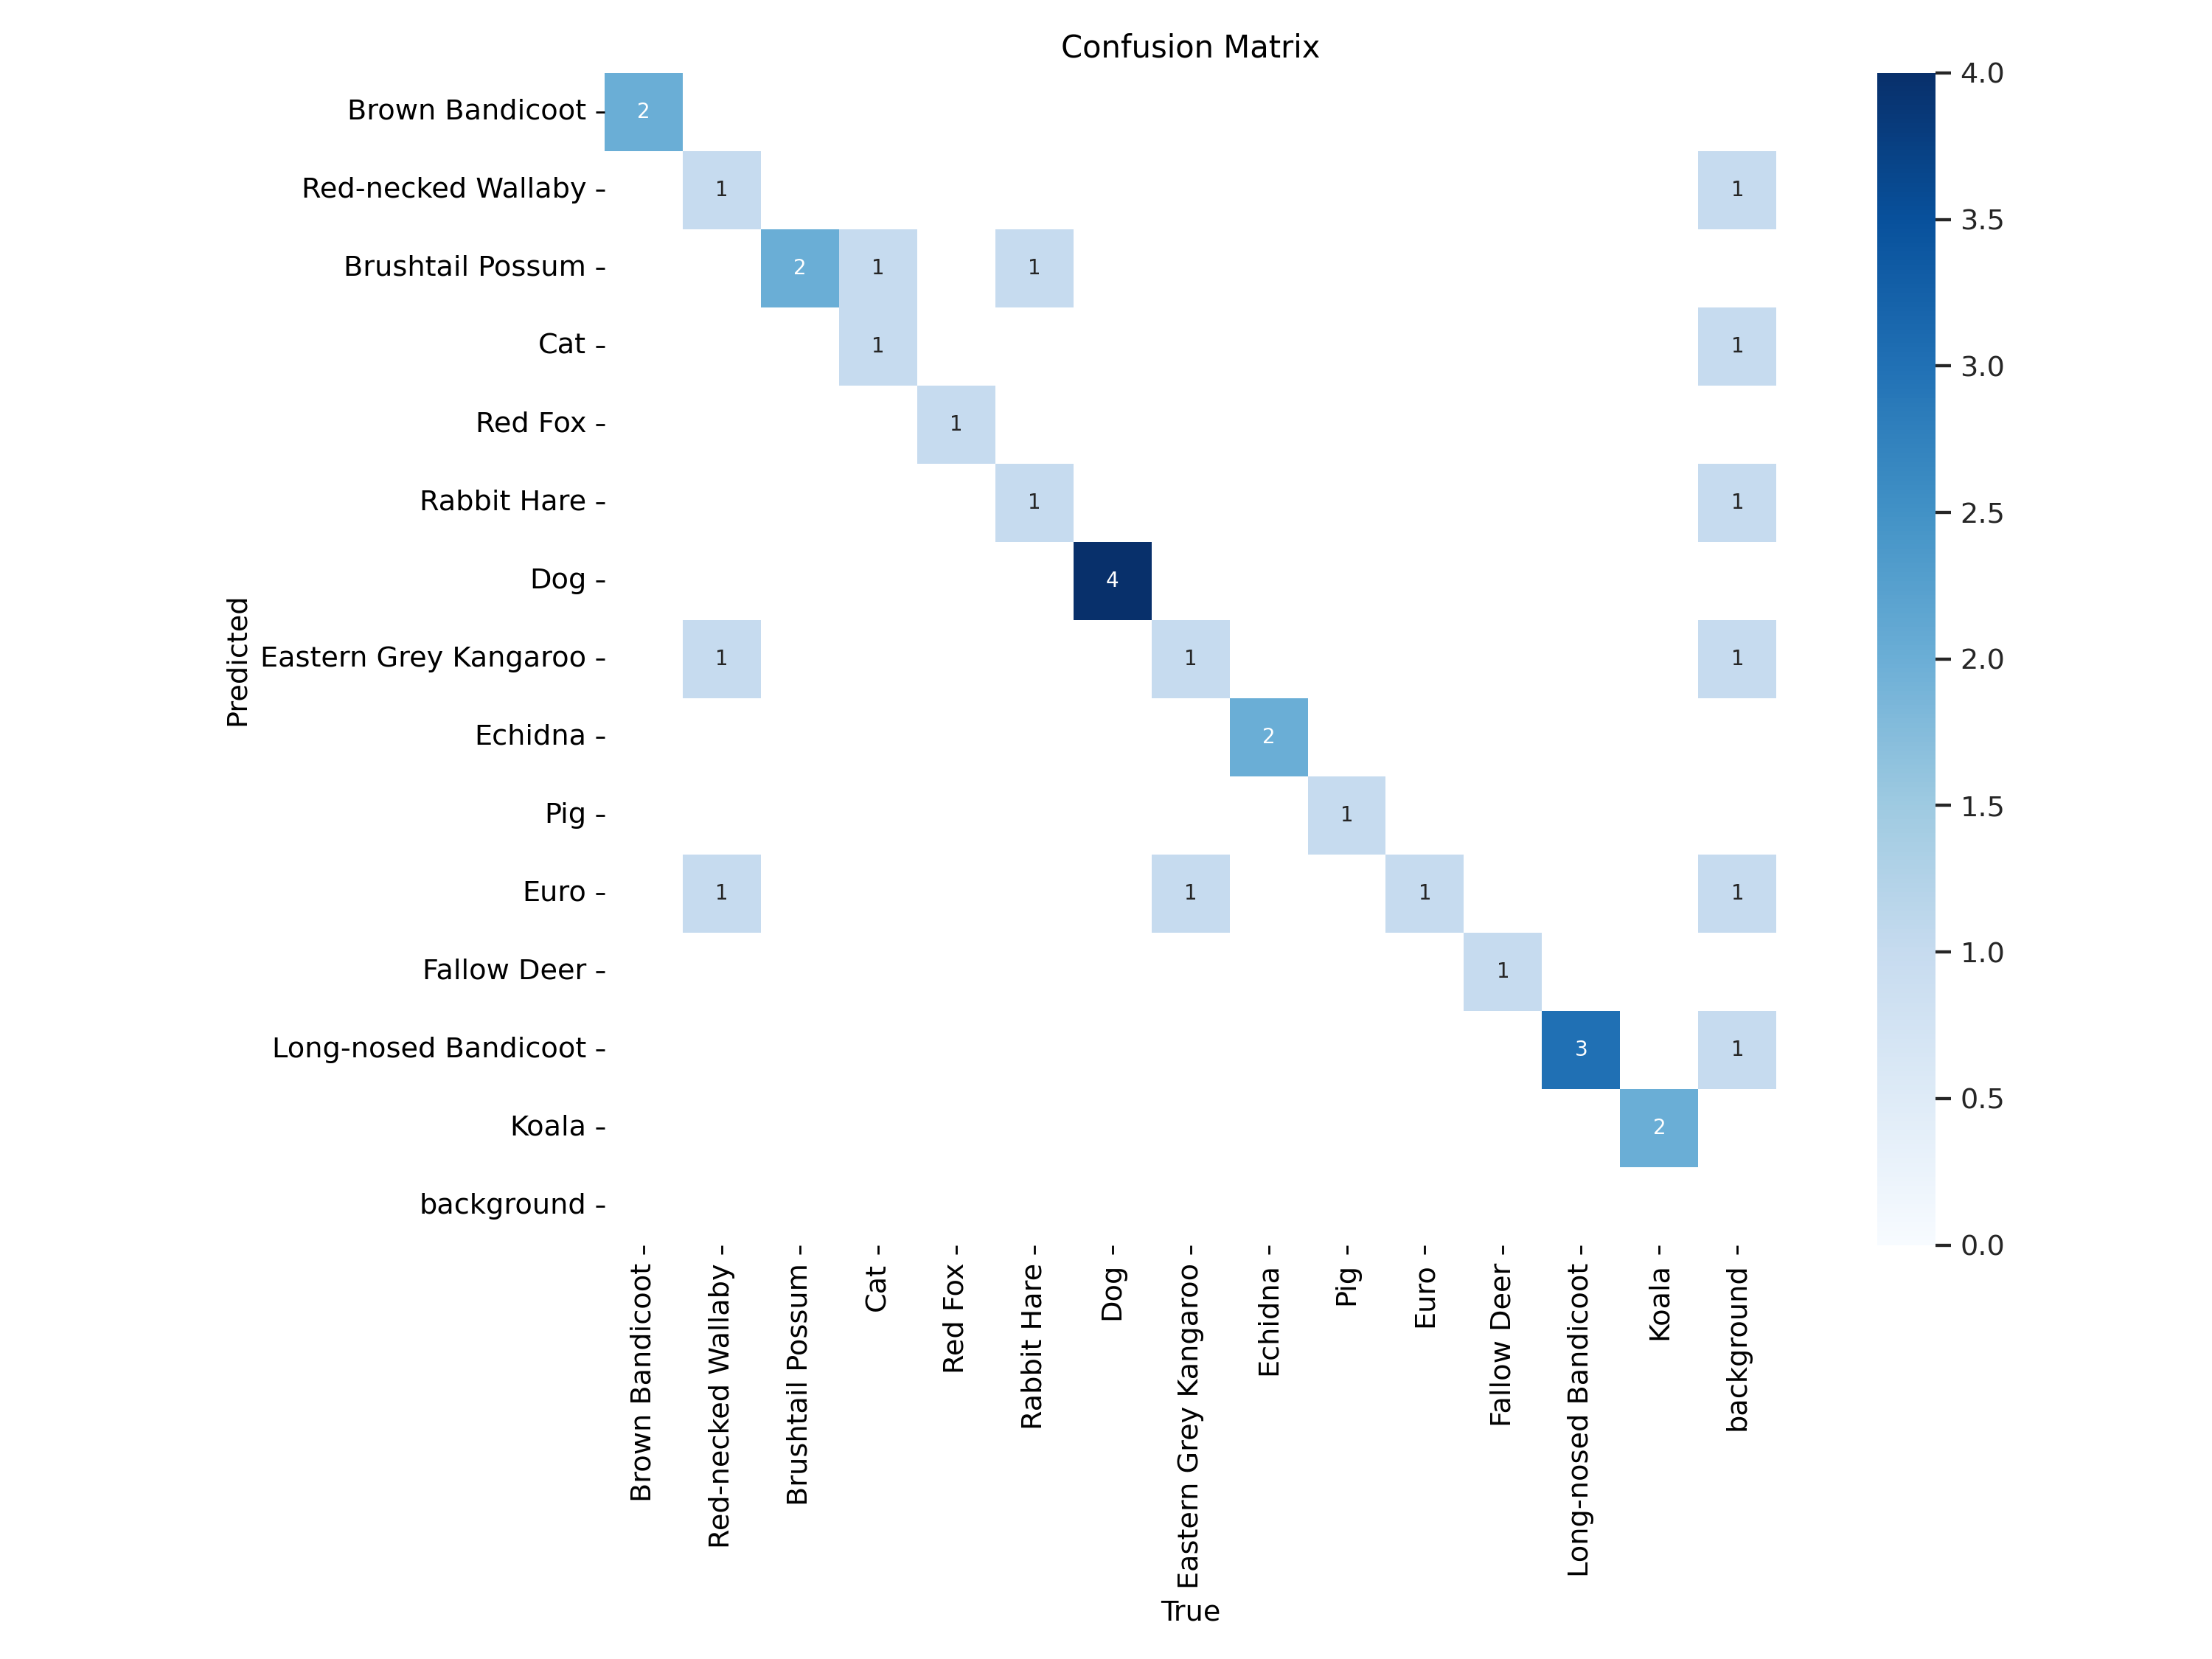 Confusion Matrix
Brown Bandicoot
2
Red-necked Wallaby
1
1
Brushtail Possum
2
1
1
Cat
1
1
Red Fox
1
Rabbit Hare
1
1
Dog
4
Eastern Grey Kangaroo
1
1
1
Echidna
2
Pig
1
Euro
1
1
1
1
Fallow Deer
1
Long-nosed Bandicoot
3
1
Koala
2
background
Predicted
Brown Bandicoot
Red-necked Wallaby
Brushtail Possum
Cat
Red Fox
Rabbit Hare
Dog
Eastern Grey Kangaroo
Echidna
Pig
Euro
Fallow Deer
Long-nosed Bandicoot
Koala
background
True
4.0
3.5
3.0
2.5
2.0
1.5
1.0
0.5
0.0